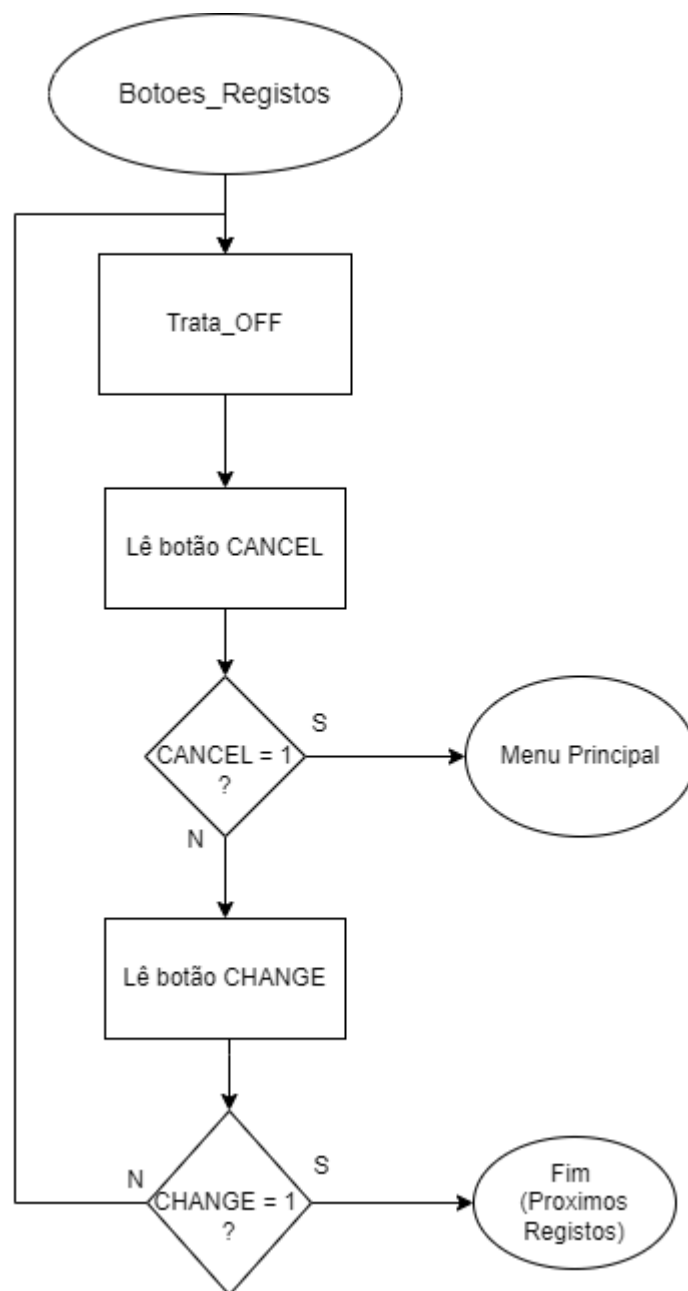 Botoes_Registos
Trata_OFF
Lê botão CANCEL
S
CANCEL = 1
?
Menu Principal
N
Lê botão CHANGE
N
S
CHANGE = 1
?
Fim
(Proximos
Registos)